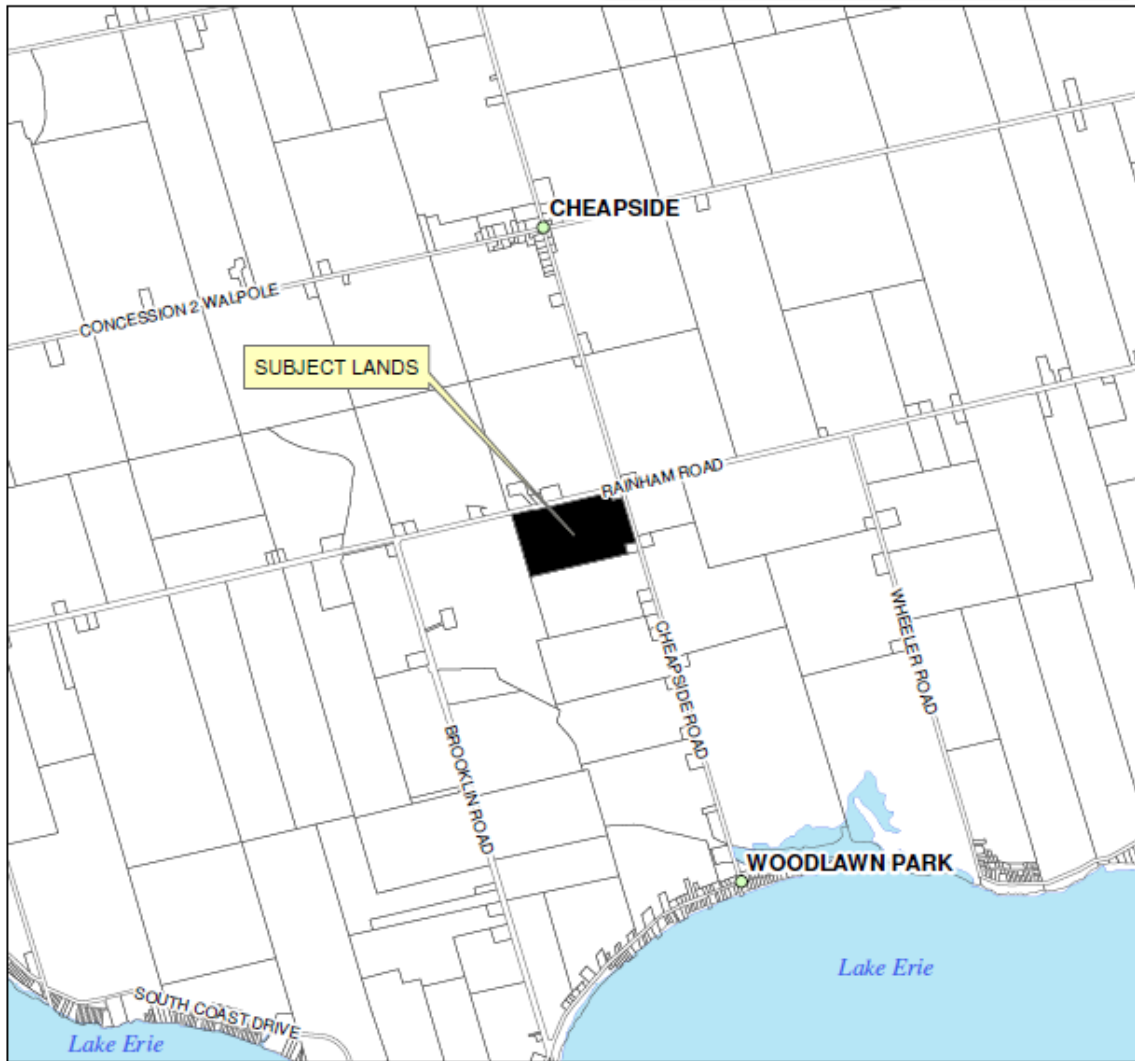 CHEAPSIDE
CONCESSION 2 WALPOLE
SUBJECT LANDS
RAINHAM ROAD
WHEELER ROAD
CHEAPSIDE ROAD
BROOKLIN ROAD
WOODLAWN PARK
Lake Erie
SOUTH COAST DRIVE
Lake Erie